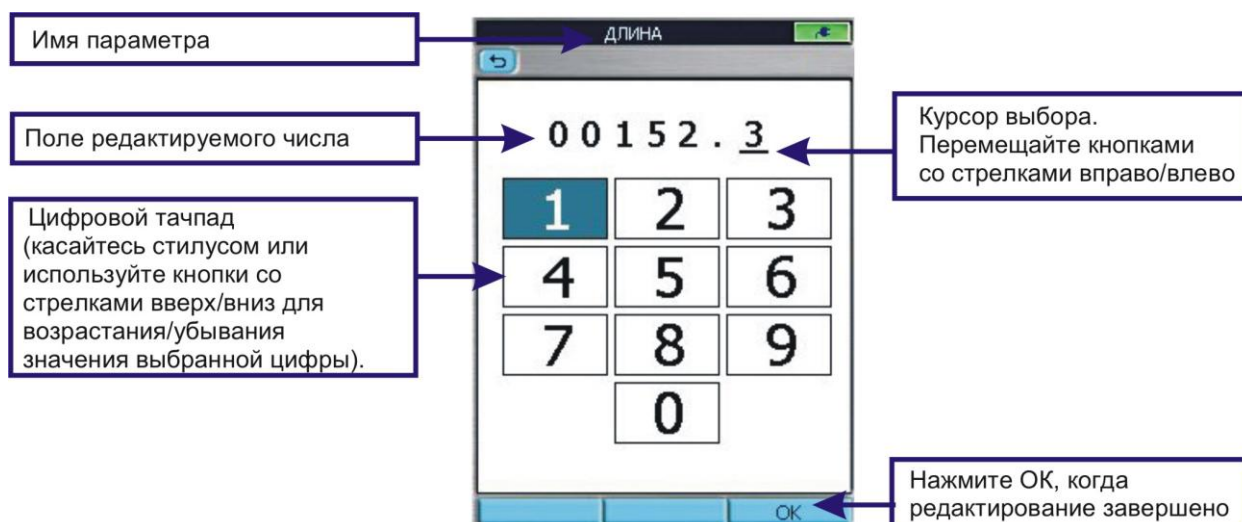 Имя параметра
ДЛИНА
Поле редактируемого числа
00152.3
Курсор выбора.
Перемещайте кнопками
со стрелками вправо/влево
Цифровой тачпад
(касайтесь стилусом или
используйте кнопки со
стрелками вверх/вниз для
возрастания/убывания
значения выбранной цифры).
1 2 3
4 5 6
7 8 9
0
OK
Нажмите ОК, когда
редактирование завершено